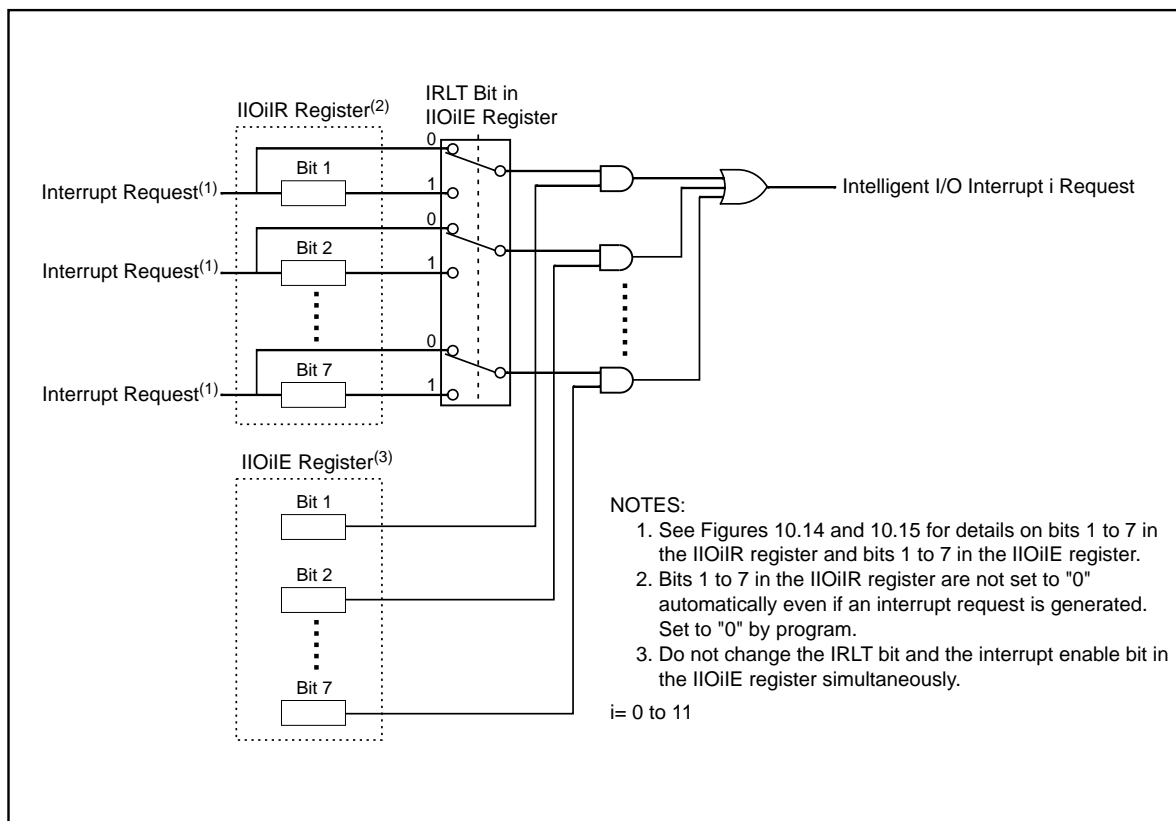 IRLT Bit in
IIOiIE Register
IIOiIR Register(2)
0
Bit 1
Interrupt Request(1)
1
Intelligent I/O Interrupt i Request
0
Bit 2
Interrupt Request(1)
1
0
Bit 7
Interrupt Request(1)
1
IIOiIE Register(3)
Bit 1
Bit 2
Bit 7
NOTES:
1. See Figures 10.14 and 10.15 for details on bits 1 to 7 in
the IIOiIR register and bits 1 to 7 in the IIOiIE register.
2. Bits 1 to 7 in the IIOiIR register are not set to "0"
automatically even if an interrupt request is generated.
Set to "0" by program.
3. Do not change the IRLT bit and the interrupt enable bit in
the IIOiIE register simultaneously.
i= 0 to 11